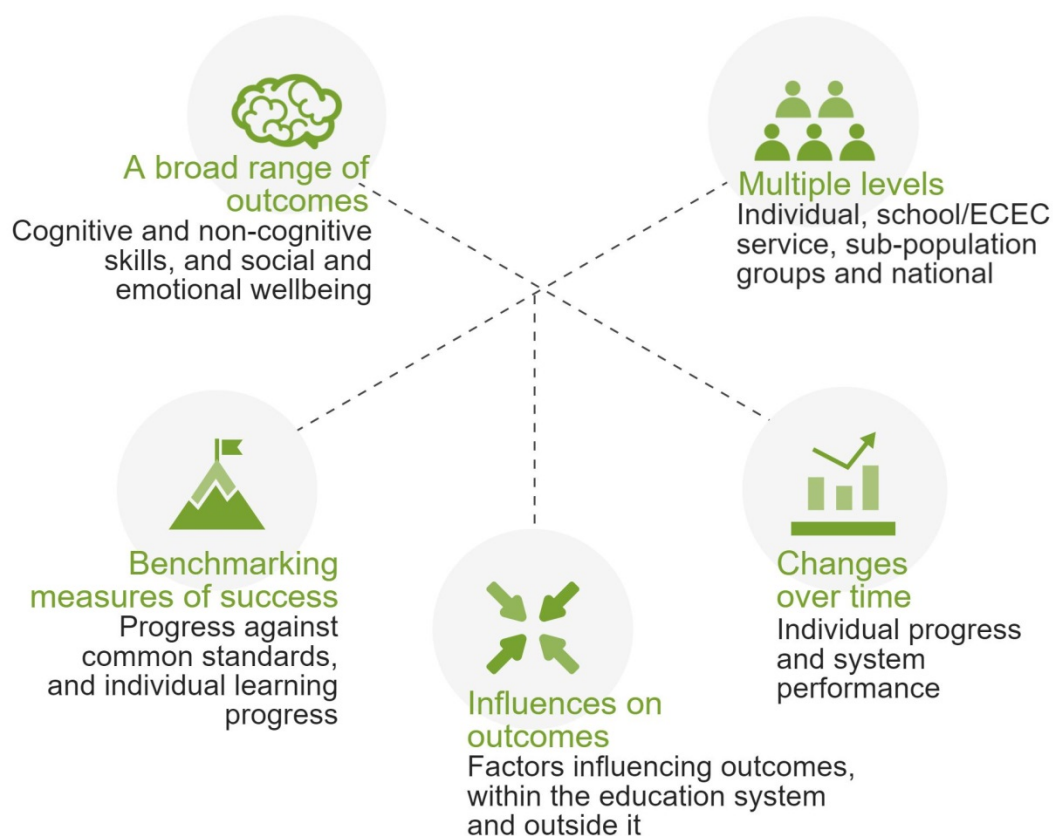 A broad range of
outcomes
Cognitive and non-cognitive
skills, and social and
emotional wellbeing
Multiple levels
Individual, school/ECEC
service, sub-population
groups and national
Benchmarking
measures of success
Progress against
common standards,
and individual learning
progress
Influences on
outcomes
Factors influencing outcomes,
within the education system
and outside it
Changes
over time
Individual progress
and system
performance